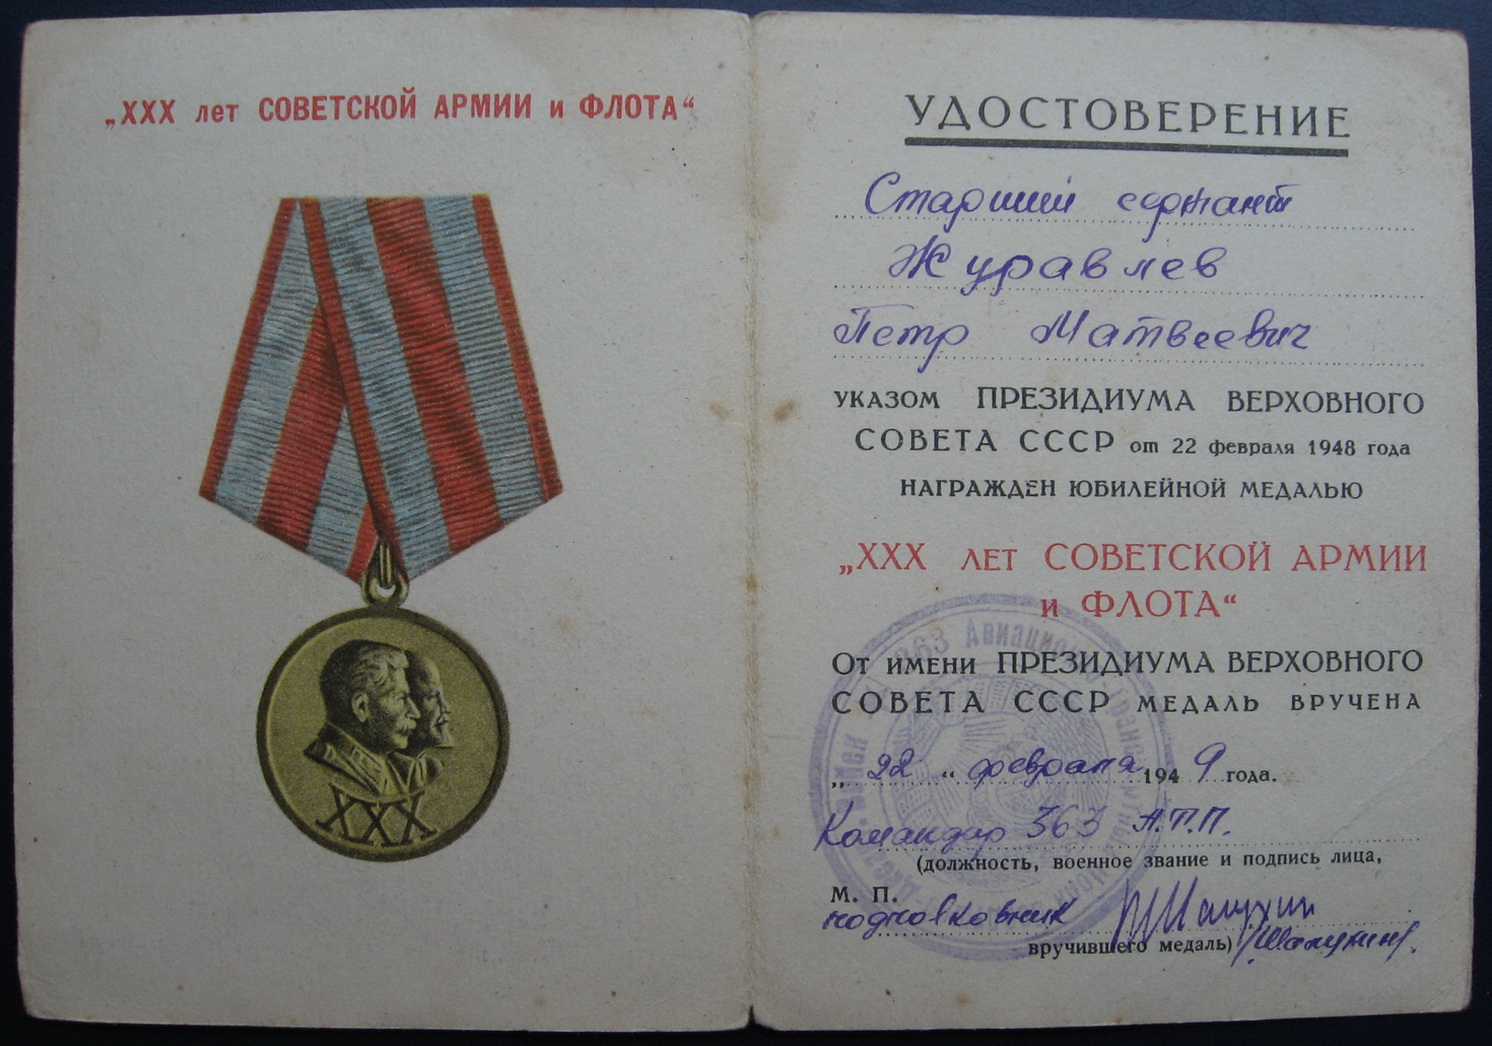 „XXX лет СОВЕТСКОЙ АРМИИ и ФЛОТА“
XXX
УДОСТОВЕРЕНИЕ
Старший сержант
Журавлев
Петр Матвеевич
УКАЗОМ ПРЕЗИДИУМА ВЕРХОВНОГО
СОВЕТА СССР от 22 февраля 1948 года
НАГРАЖДЕН ЮБИЛЕЙНОЙ МЕДАЛЬЮ
„XXX ЛЕТ СОВЕТСКОЙ АРМИИ
и ФЛОТА“
От имени ПРЕЗИДИУМА ВЕРХОВНОГО
СОВЕТА СССР МЕДАЛЬ ВРУЧЕНА
„22“ февраля 1949 года.
Командир 363 А.Т.П.
(должность, военное звание и подпись лица,
М. П.
подполковник
вручившего медаль)
363 Авиационно